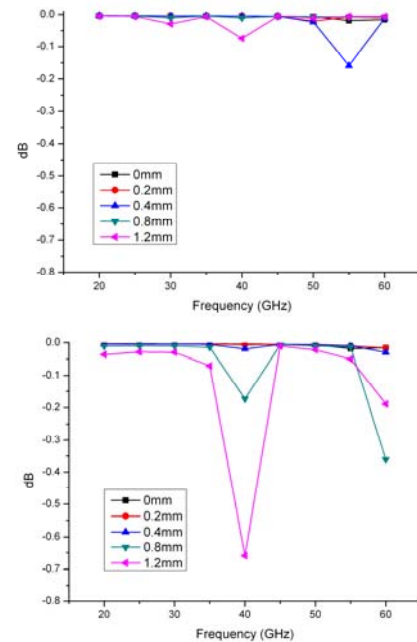 0.0
-0.1
-0.2
-0.3
-0.4
-0.5
-0.6
-0.7
-0.8
dB
0mm
0.2mm
0.4mm
0.8mm
1.2mm
20 30 40 50 60
Frequency (GHz)
0.0
-0.1
-0.2
-0.3
-0.4
-0.5
-0.6
-0.7
-0.8
dB
0mm
0.2mm
0.4mm
0.8mm
1.2mm
20 30 40 50 60
Frequency (GHz)